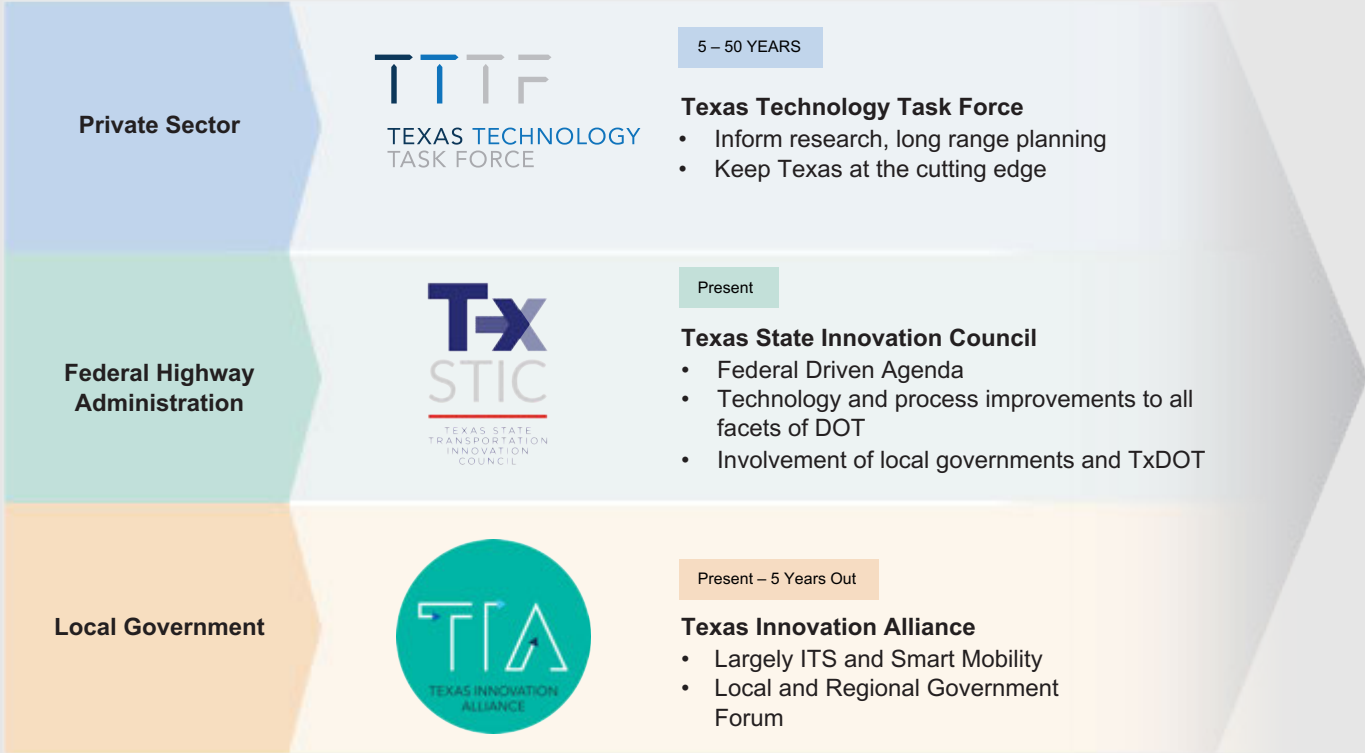 Private Sector
TTTF
TEXAS TECHNOLOGY
TASK FORCE
5 – 50 YEARS
Texas Technology Task Force
• Inform research, long range planning
• Keep Texas at the cutting edge
Federal Highway
Administration
TX
STIC
TEXAS STATE
TRANSPORTATION
INNOVATION
COUNCIL
Present
Texas State Innovation Council
• Federal Driven Agenda
• Technology and process improvements to all
facets of DOT
• Involvement of local governments and TxDOT
Local Government
TIA
TEXAS INNOVATION
ALLIANCE
Present – 5 Years Out
Texas Innovation Alliance
• Largely ITS and Smart Mobility
• Local and Regional Government
Forum